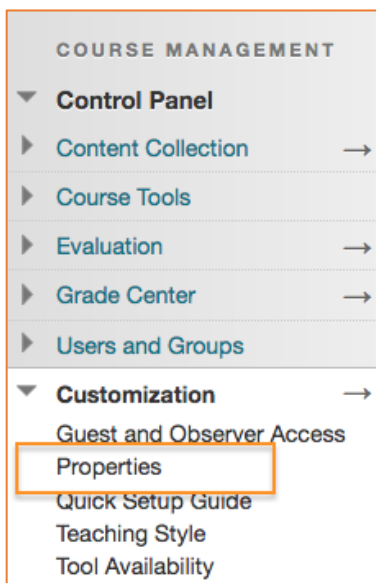 COURSE MANAGEMENT
Control Panel
Content Collection
Course Tools
Evaluation
Grade Center
Users and Groups
Customization
Guest and Observer Access
Properties
Quick Setup Guide
Teaching Style
Tool Availability